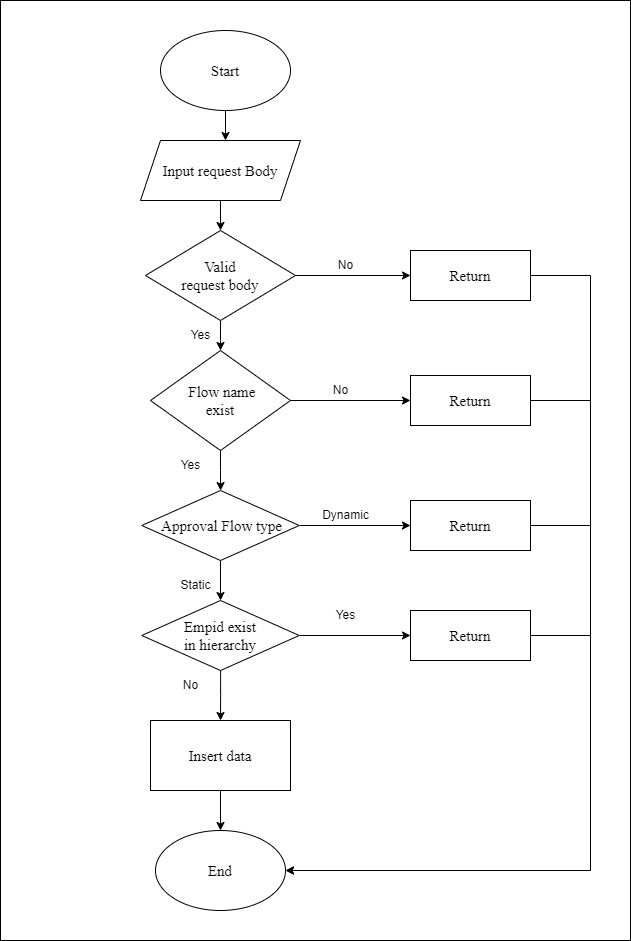 Start
Input request Body
Valid
request body
No
Return
Yes
Flow name
exist
No
Return
Yes
Approval Flow type
Dynamic
Return
Static
Empid exist
in hierarchy
Yes
Return
No
Insert data
End